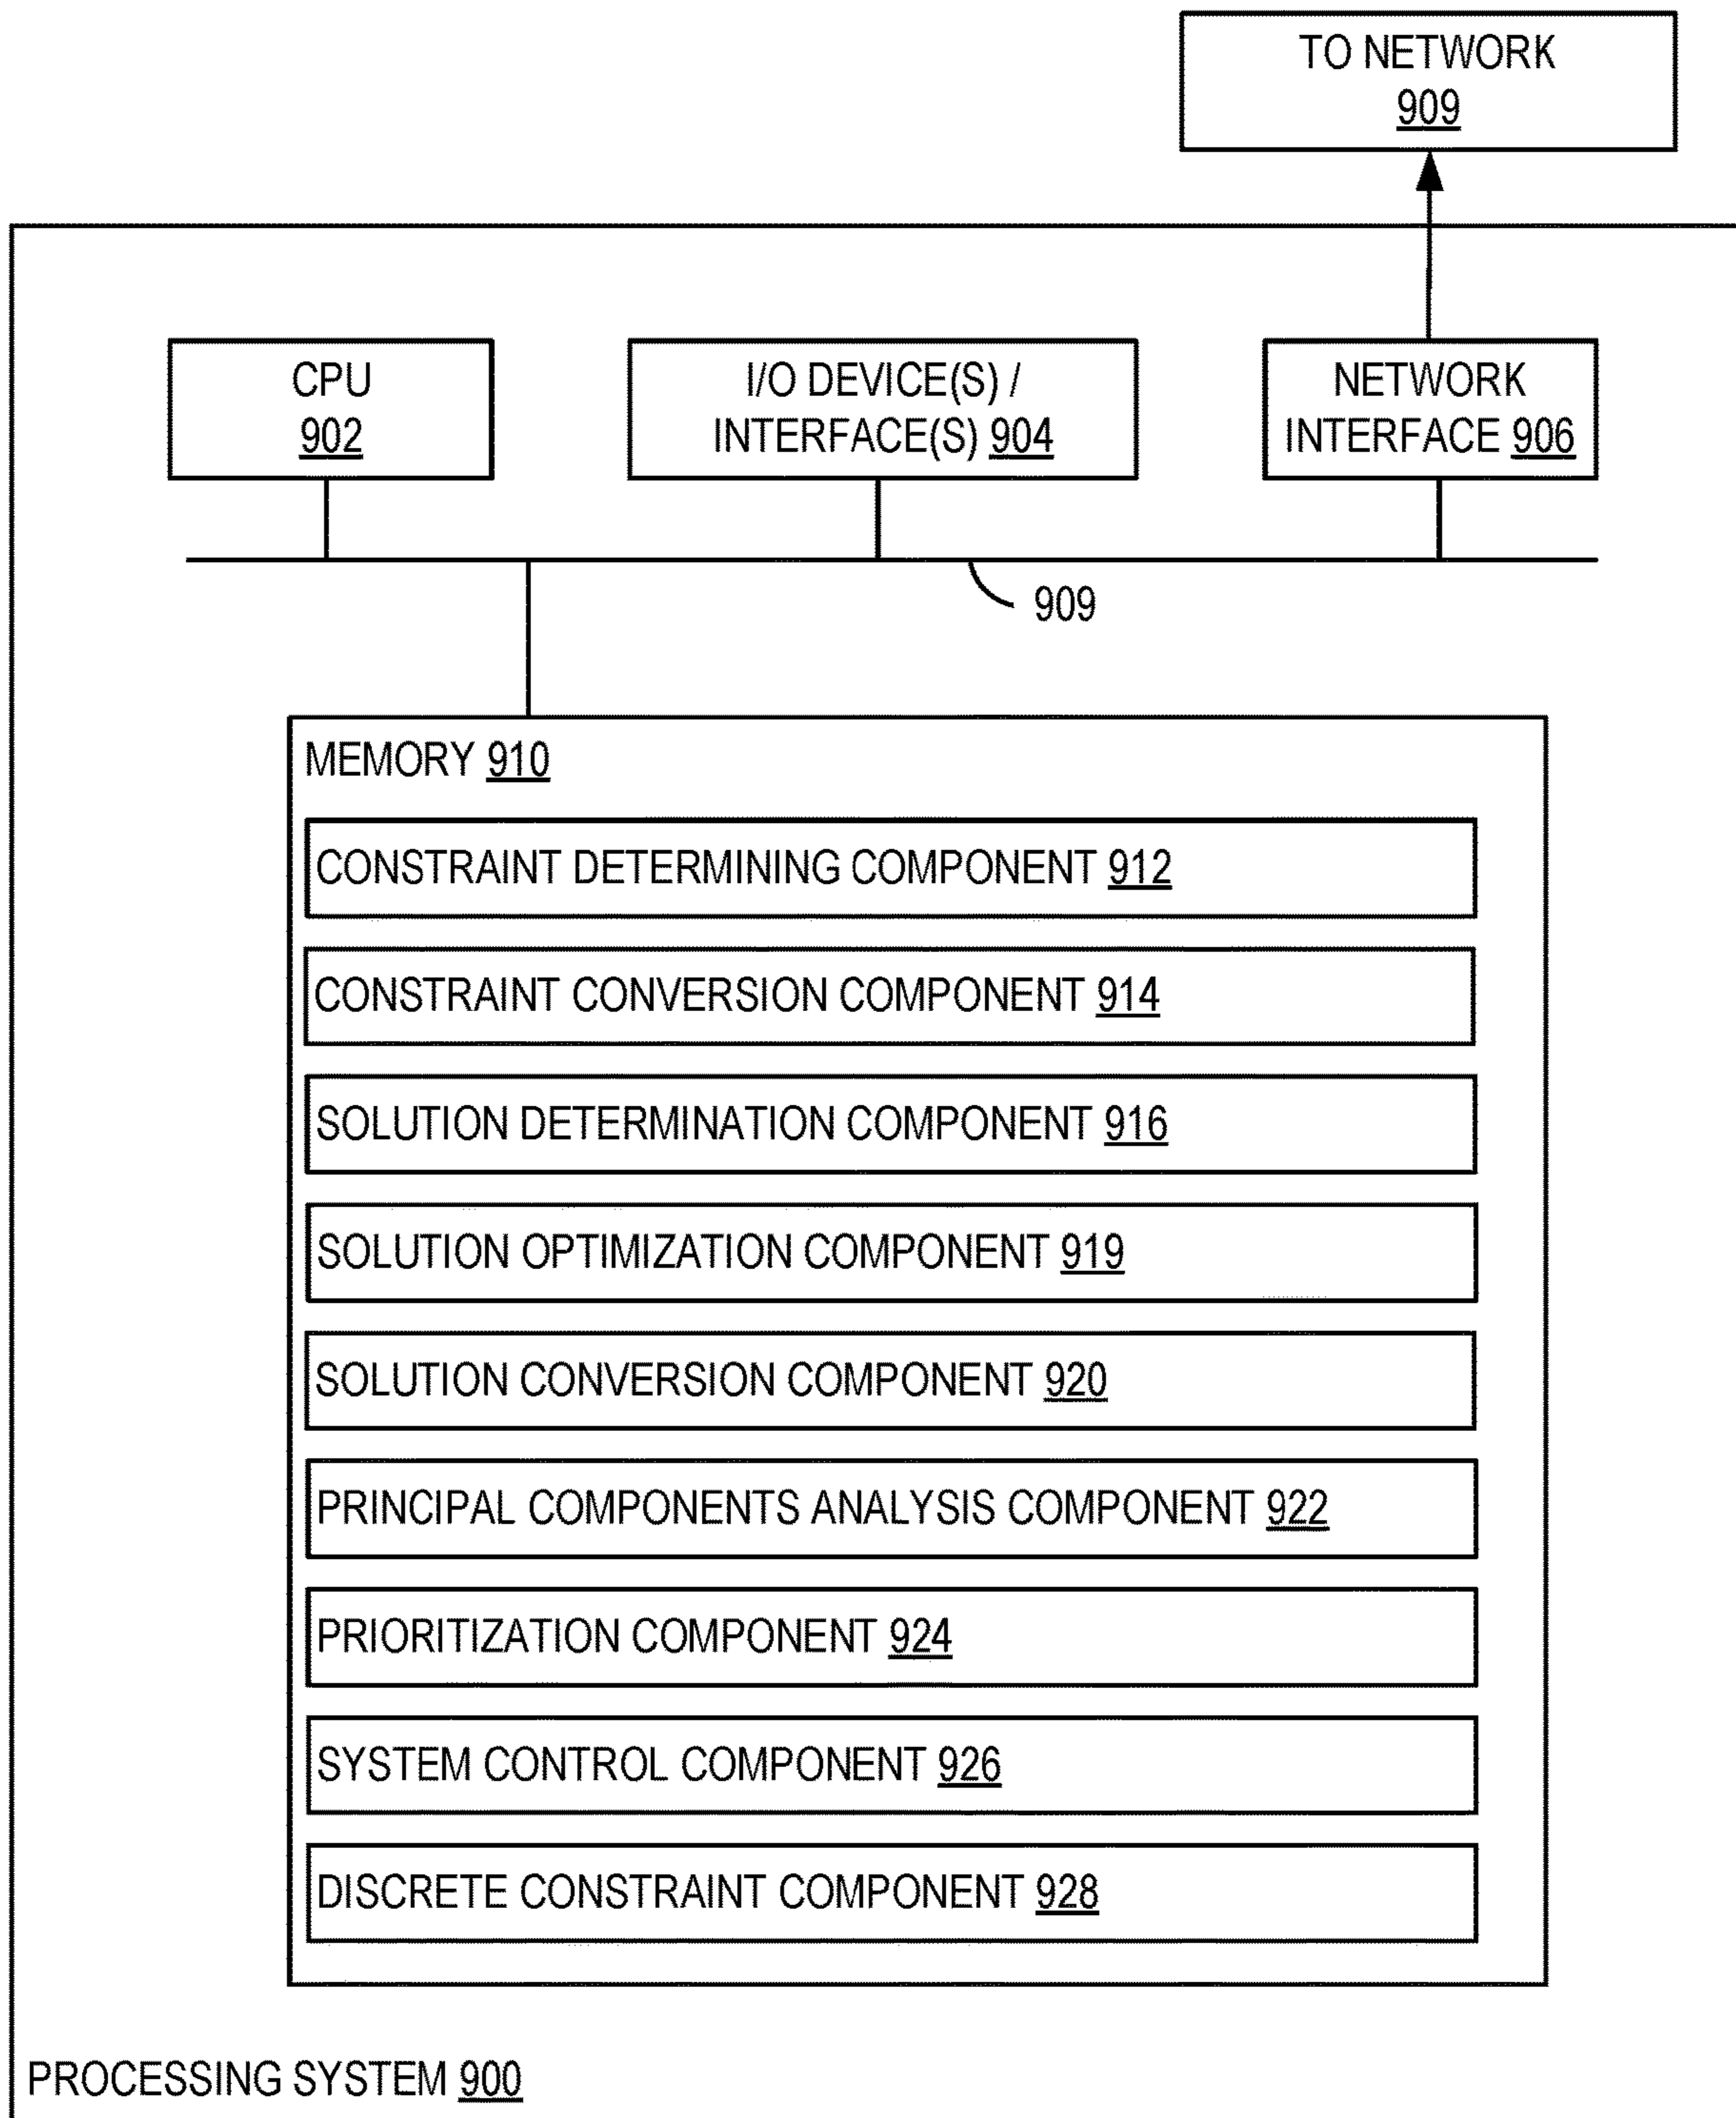 TO NETWORK
909
CPU
902
I/O DEVICE(S) /
INTERFACE(S) 904
NETWORK
INTERFACE 906
909
MEMORY 910
CONSTRAINT DETERMINING COMPONENT 912
CONSTRAINT CONVERSION COMPONENT 914
SOLUTION DETERMINATION COMPONENT 916
SOLUTION OPTIMIZATION COMPONENT 919
SOLUTION CONVERSION COMPONENT 920
PRINCIPAL COMPONENTS ANALYSIS COMPONENT 922
PRIORITIZATION COMPONENT 924
SYSTEM CONTROL COMPONENT 926
DISCRETE CONSTRAINT COMPONENT 928
PROCESSING SYSTEM 900